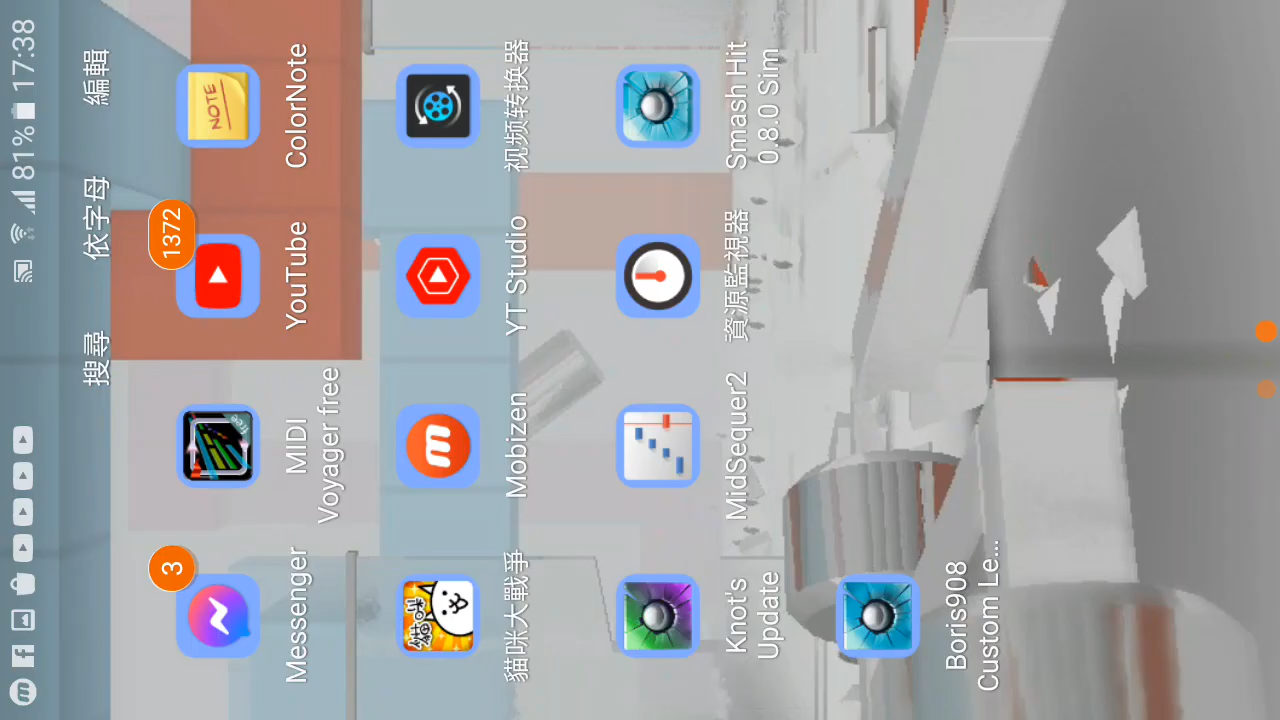 81% 17:38
搜尋 依字母 編輯
3
1372
free
NOTE
Messenger
MIDI
Voyager free
YouTube
ColorNote
貓咪大戰爭
Mobizen
YT Studio
视频转换器
Knot's
Update
MidSequer2
資源監視器
Smash Hit
0.8.0 Sim
Boris908
Custom Le...